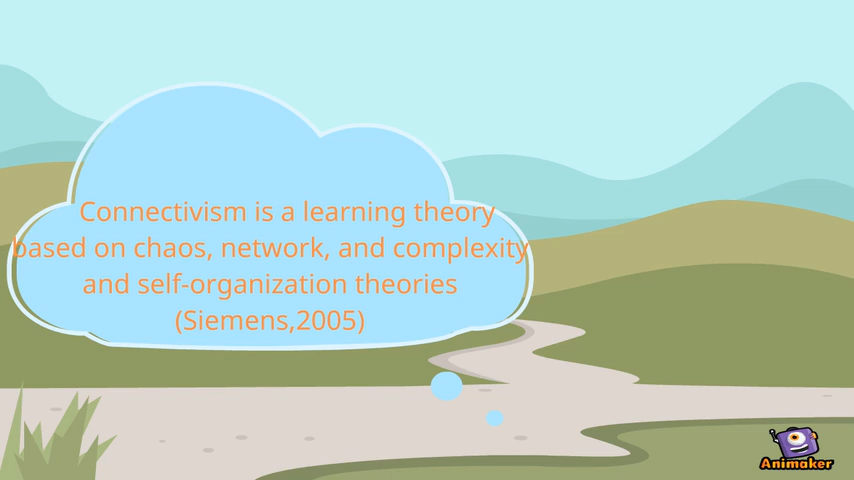 Connectivism is a learning theory
based on chaos, network, and complexity
and self-organization theories
(Siemens,2005)
Animaker